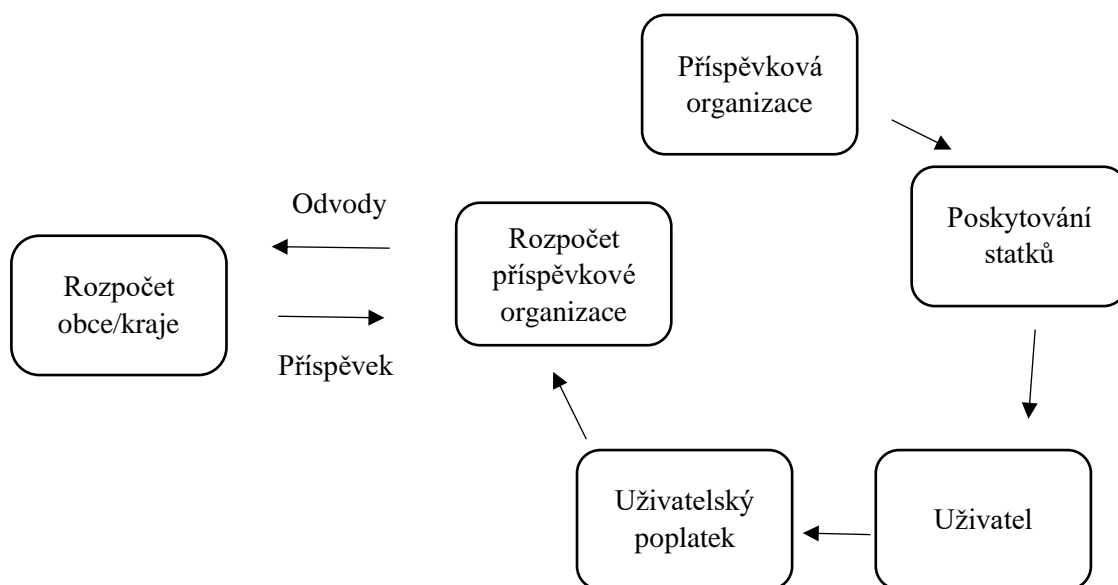 Příspěvková
organizace
Poskytování
statků
Odvody
Rozpočet
příspěvkové
organizace
Rozpočet
obce/kraje
Příspěvek
Uživatelský
poplatek
Uživatel